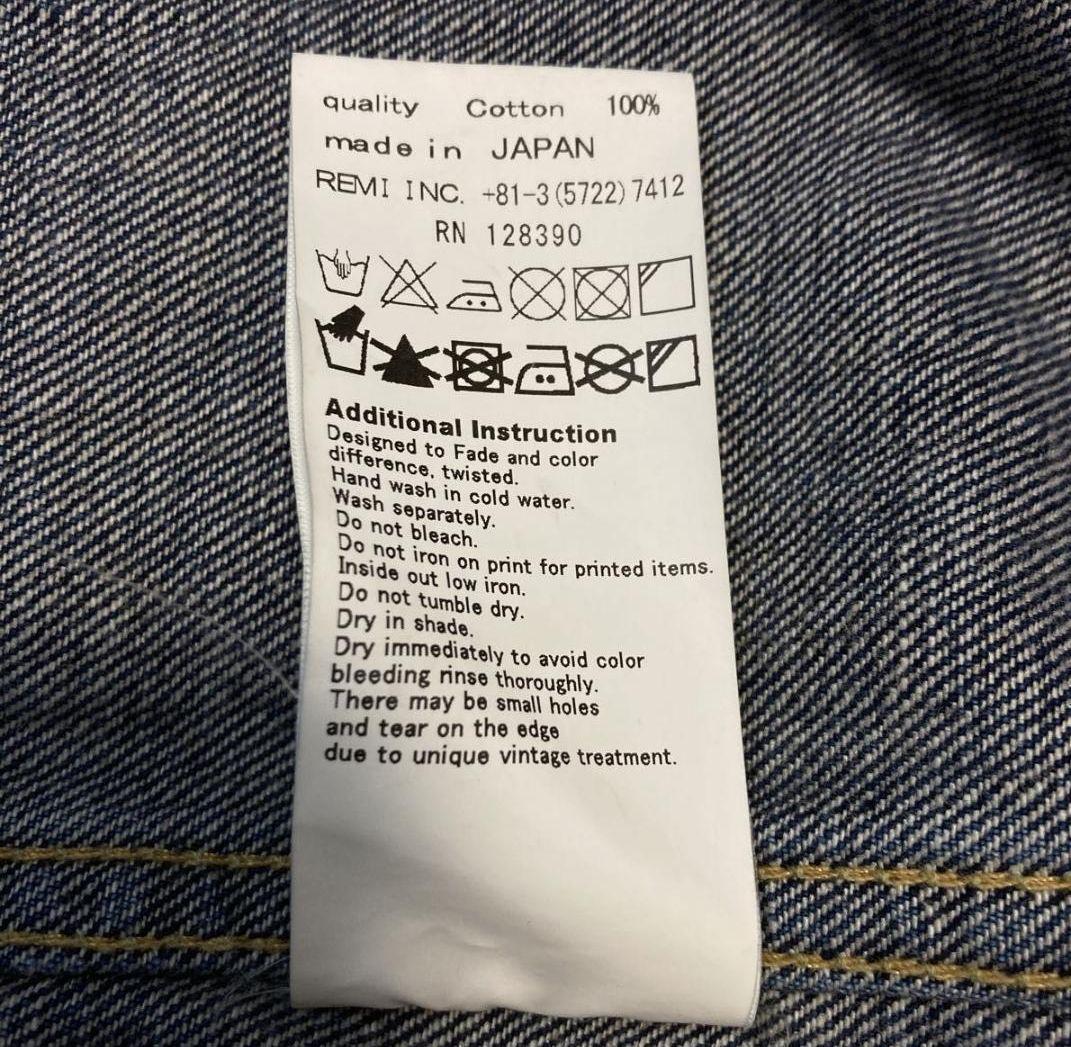 quality Cotton 100%
made in JAPAN
REMI INC. +81-3(5722)7412
RN 128390
Additional Instruction
Designed to Fade and color
difference, twisted.
Hand wash in cold water.
Wash separately.
Do not bleach.
Do not iron on print for printed items.
Inside out low iron.
Do not tumble dry.
Dry in shade.
Dry immediately to avoid color
bleeding rinse thoroughly.
There may be small holes
and tear on the edge
due to unique vintage treatment.